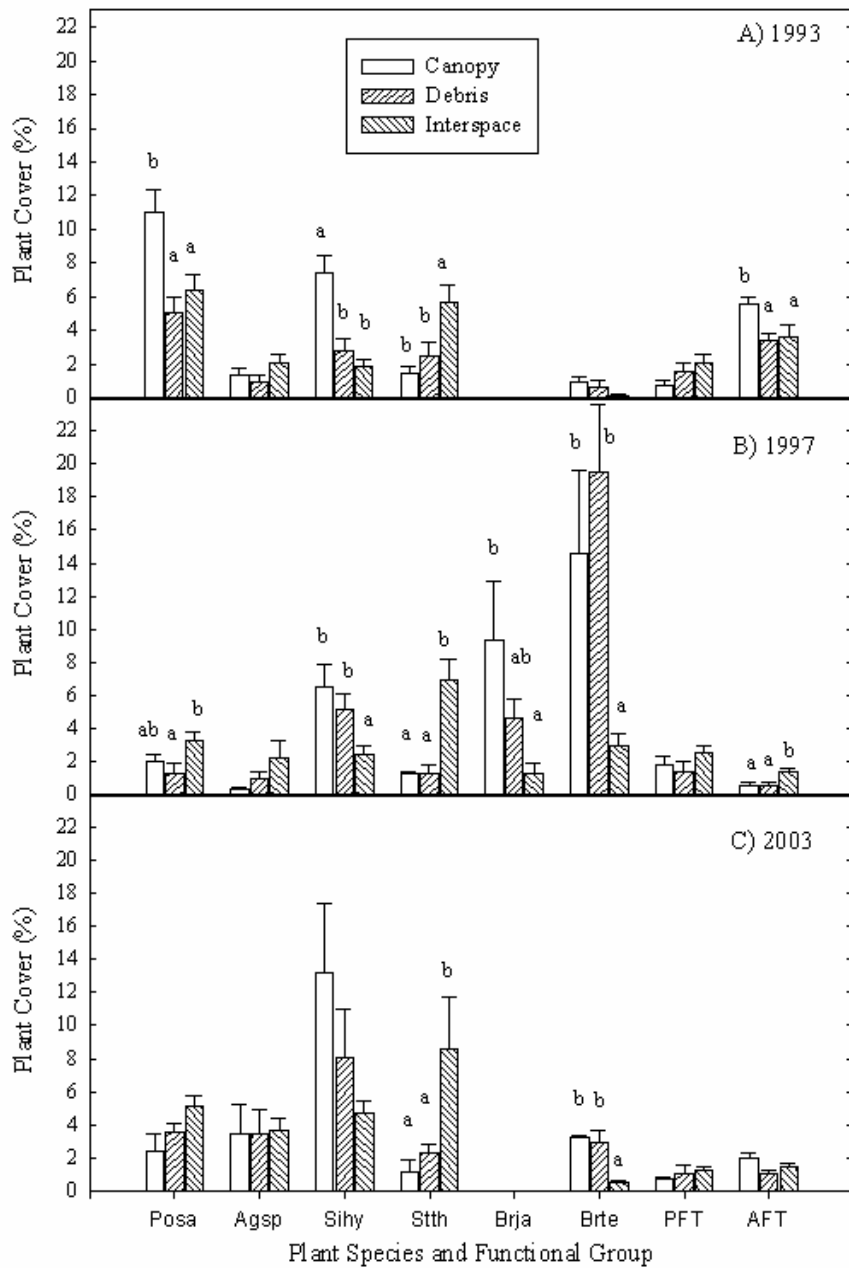 A) 1993
Canopy
Debris
Interspace
Plant Cover (%)
22
20
18
16
14
12
10
8
6
4
2
0
b a a
a b b
b b a
b a a
B) 1997
Plant Cover (%)
22
20
18
16
14
12
10
8
6
4
2
0
ab a b
b b a
a a b
b ab a
b b a
a a b
C) 2003
Plant Cover (%)
22
20
18
16
14
12
10
8
6
4
2
0
a a b
b b a
Posa Agsp Sihy Stth Brja Brte PFT AFT
Plant Species and Functional Group